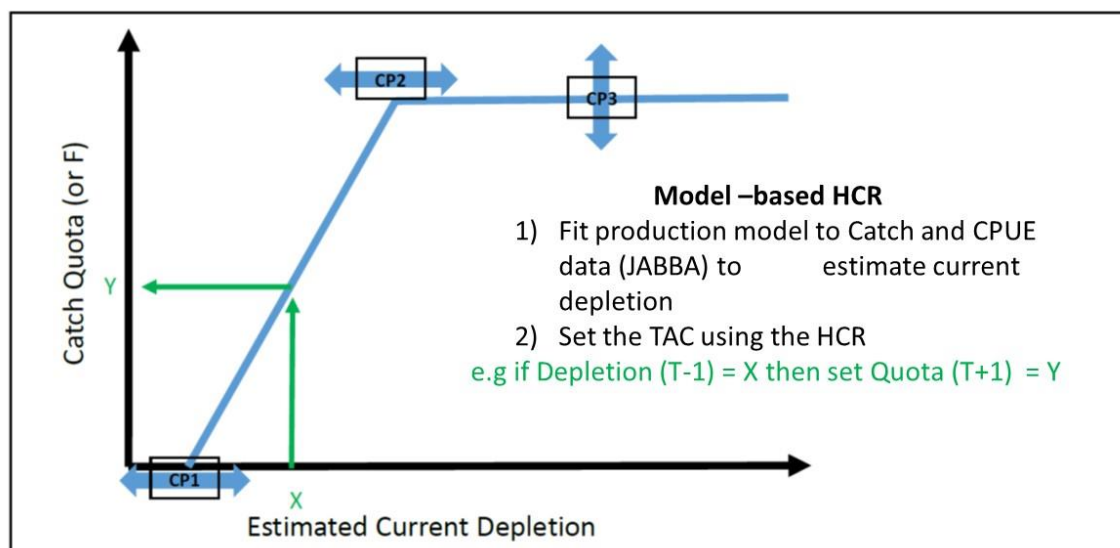 CP2
CP3
Catch Quota (or F)
Model –based HCR
1) Fit production model to Catch and CPUE
data (JABBA) to estimate current
depletion
2) Set the TAC using the HCR
e.g if Depletion (T-1) = X then set Quota (T+1) = Y
Y
CP1
X
Estimated Current Depletion